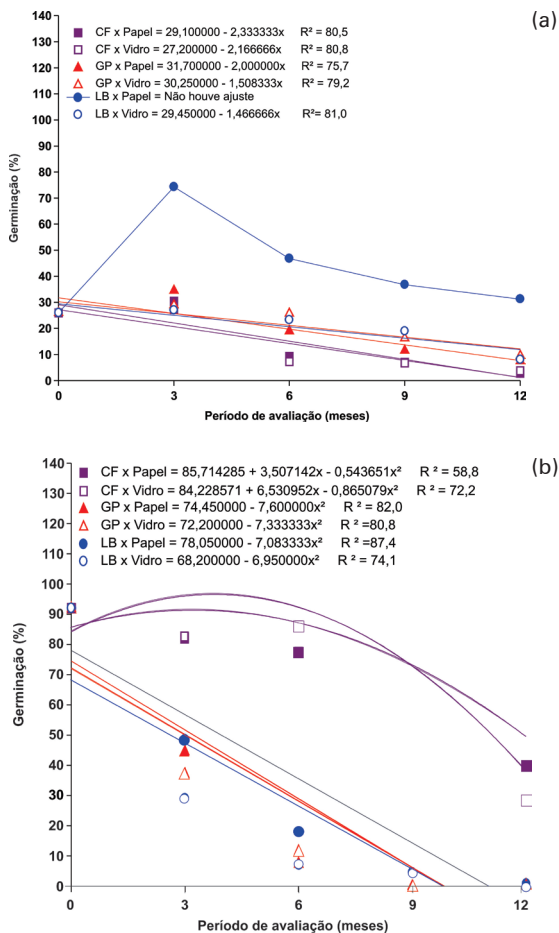 (a)
CF x Papel = 29,100000 - 2,333333x R² = 80,5
CF x Vidro = 27,200000 - 2,166666x R² = 80,8
GP x Papel = 31,700000 - 2,000000x R² = 75,7
GP x Vidro = 30,250000 - 1,508333x R² = 79,2
LB x Papel = Não houve ajuste
LB x Vidro = 29,450000 - 1,466666x R²= 81,0
Germinação (%)
140
130
120
110
100
90
80
70
60
50
40
30
20
10
0
0 3 6 9 12
Período de avaliação (meses)
(b)
CF x Papel = 85,714285 + 3,507142x - 0,543651x² R ² = 58,8
CF x Vidro = 84,228571 + 6,530952x - 0,865079x² R ² = 72,2
GP x Papel = 74,450000 - 7,600000x² R ² = 82,0
GP x Vidro = 72,200000 - 7,333333x² R ² =80,8
LB x Papel = 78,050000 - 7,083333x² R ² =87,4
LB x Vidro = 68,200000 - 6,950000x² R ² = 74,1
Germinação (%)
140
130
120
110
100
90
80
70
60
50
40
30
20
10
0
0 3 6 9 12
Período de avaliação (meses)